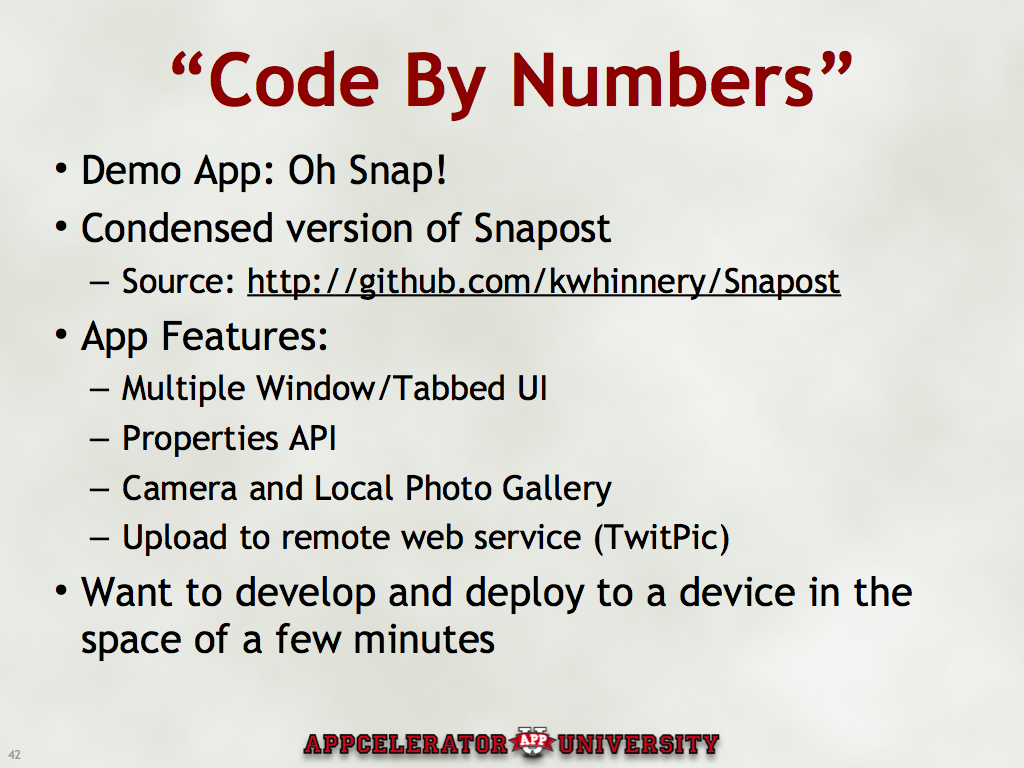 “Code By Numbers”
• Demo App: Oh Snap!
• Condensed version of Snapost
– Source: http://github.com/kwhinnery/Snapost
• App Features:
– Multiple Window/Tabbed UI
– Properties API
– Camera and Local Photo Gallery
– Upload to remote web service (TwitPic)
• Want to develop and deploy to a device in the
space of a few minutes
42
APPCELERATOR U APP UNIVERSITY